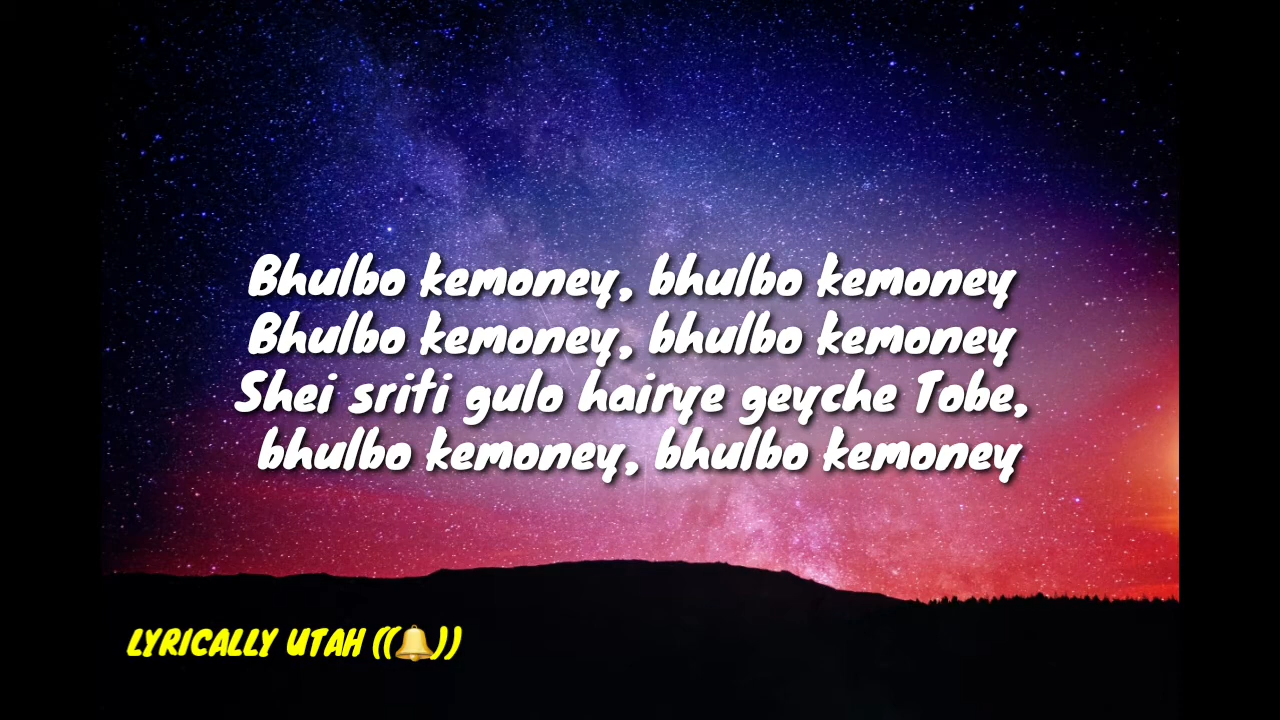 Bhulbo kemoney, bhulbo kemoney
Bhulbo kemoney, bhulbo kemoney
Shei sriti gulo hairye geyche Tobe,
bhulbo kemoney, bhulbo kemoney
LYRICALLY UTAH ((🔔))